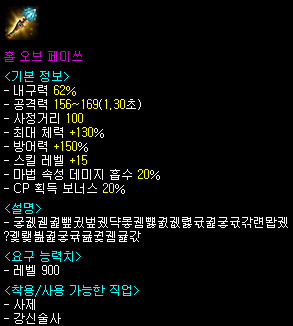 홀 오브 페이쓰
<기본 정보>
- 내구력 62%
- 공격력 156~169(1,30초)
- 사정거리 100
- 최대 체력 +130%
- 방어력 +150%
- 스킬 레벨 +15
- 마법 속성 데미지 흡수 20%
- CP 획득 보너스 20%
<설명>
<요구 능력치>
- 레벨 900
<착용/사용 가능한 직업>
- 사제
- 강신술사